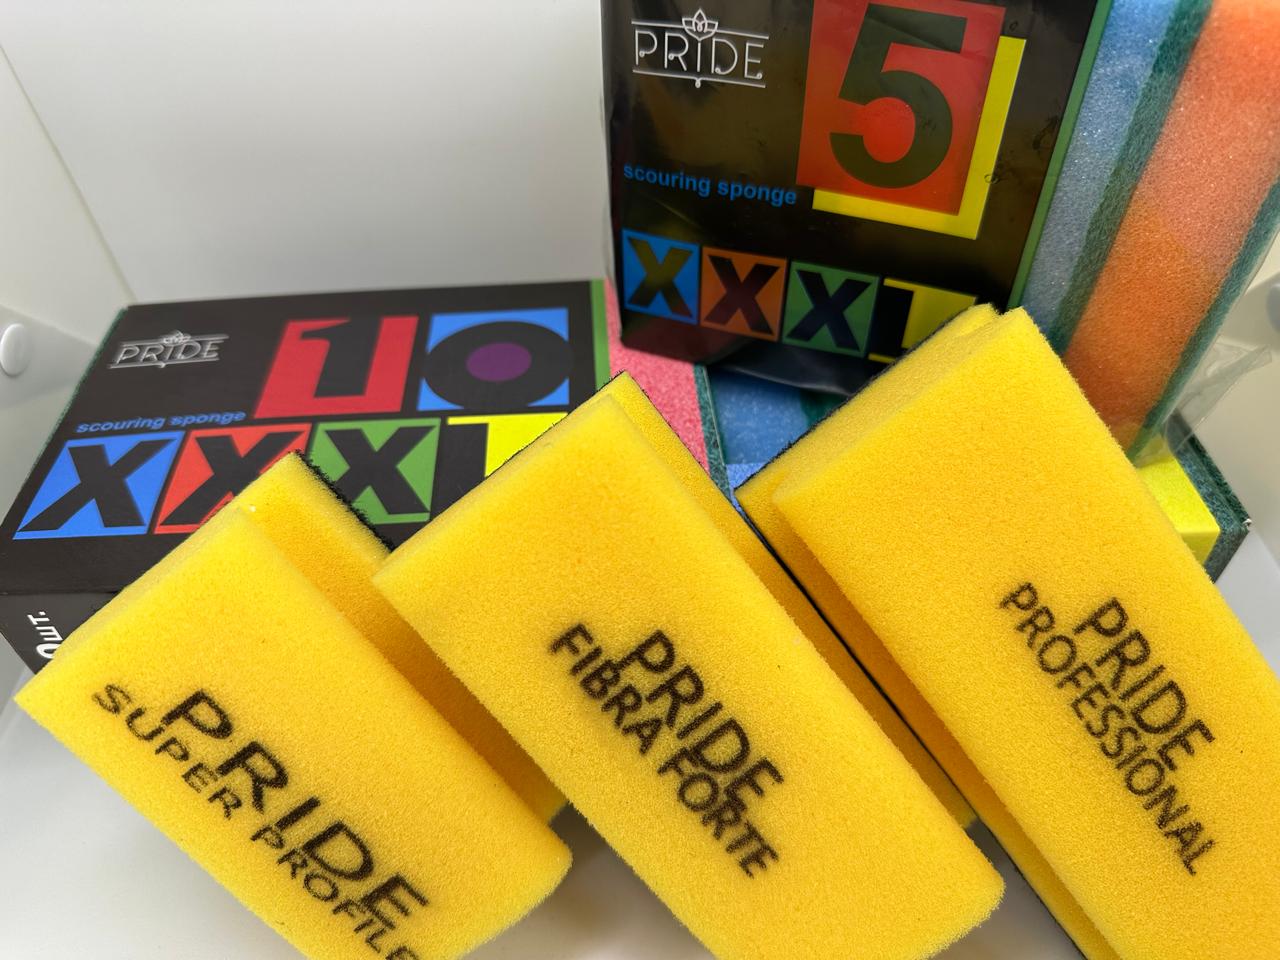 PRIDE
5
scouring sponge
XXXL
PRIDE
10
scouring sponge
XXXL
PRIDE
SUPER PROFILE
PRIDE
FIBRA FORTE
PRIDE
PROFESSIONAL